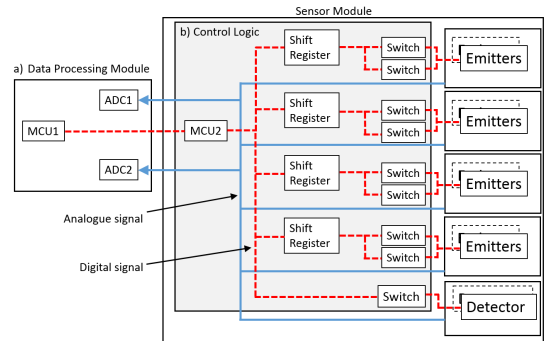 Sensor Module
b) Control Logic
a) Data Processing Module
Shift
Register
Switch
Switch
Emitters
ADC1
MCU1
MCU2
ADC2
Shift
Register
Switch
Switch
Emitters
Shift
Register
Switch
Switch
Emitters
Analogue signal
Shift
Register
Switch
Switch
Emitters
Digital signal
Switch
Detector